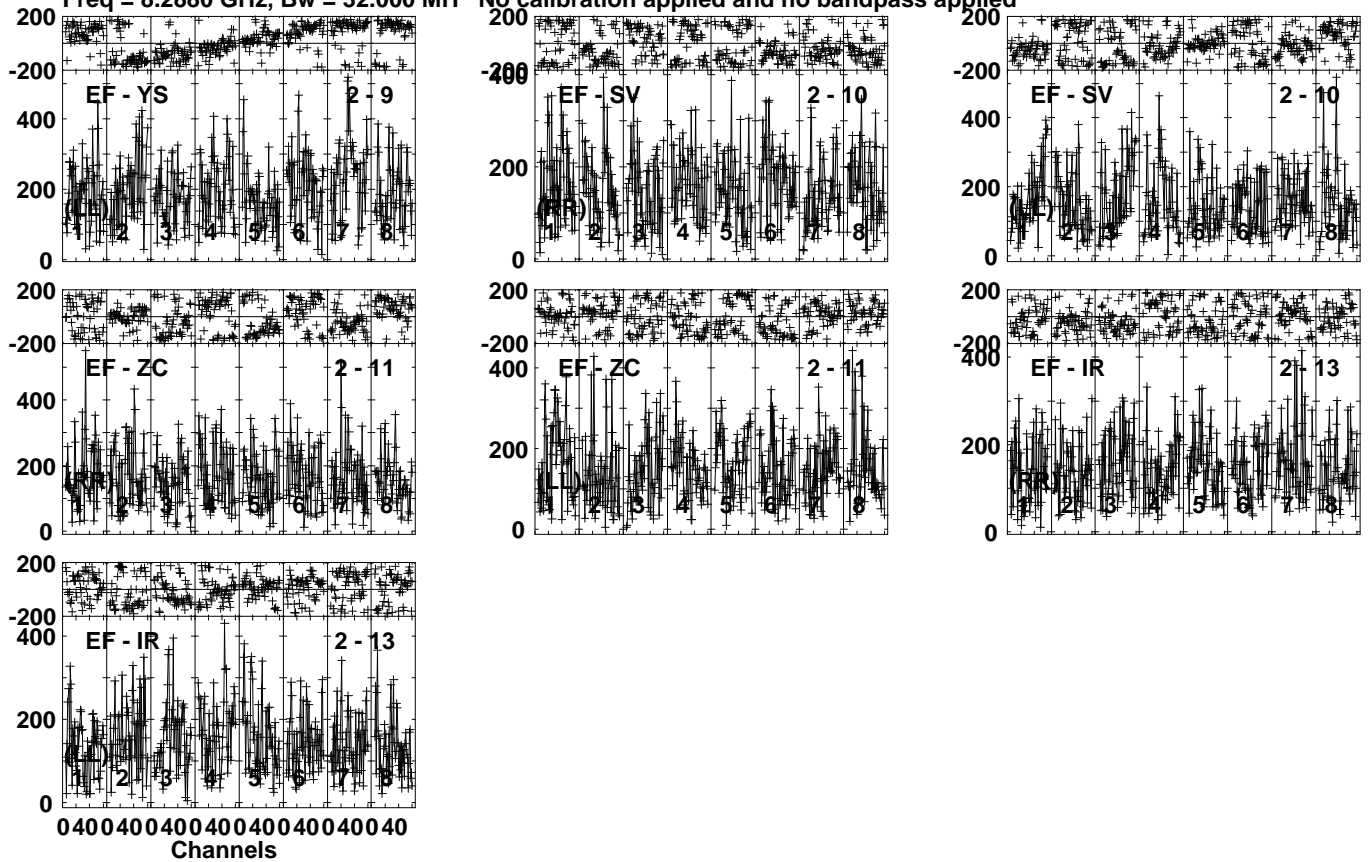 Freq = 8.2880 GHz, Bw = 32.000 MH No calibration applied and no bandpass applied
200
-200
EF - YS 2 - 9
400
200
(LL)
1 2 3 4 5 6 7 8
0
200
-200
400
EF - SV 2 - 10
200
(RR)
1 2 3 4 5 6 7 8
0
200
-200
EF - SV 2 - 10
400
200
(LL)
1 2 3 4 5 6 7 8
0
200
-200
EF - ZC 2 - 11
400
200
(RR)
1 2 3 4 5 6 7 8
0
200
-200
400
EF - ZC 2 - 11
200
(LL)
1 2 3 4 5 6 7 8
0
200
-200
400
EF - IR 2 - 13
200
(RR)
1 2 3 4 5 6 7 8
0
200
-200
400
EF - IR 2 - 13
200
(LL)
1 2 3 4 5 6 7 8
0
0 40 0 40 0 40 0 40 0 40 0 40 0 40 0 40
Channels